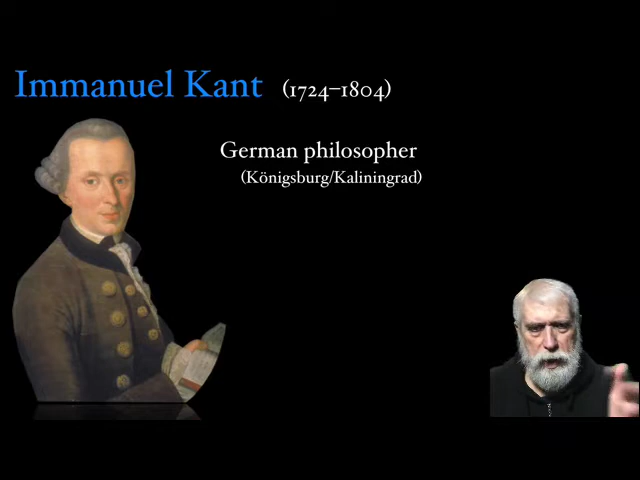 Immanuel Kant (1724–1804)
German philosopher
(Königsburg/Kaliningrad)